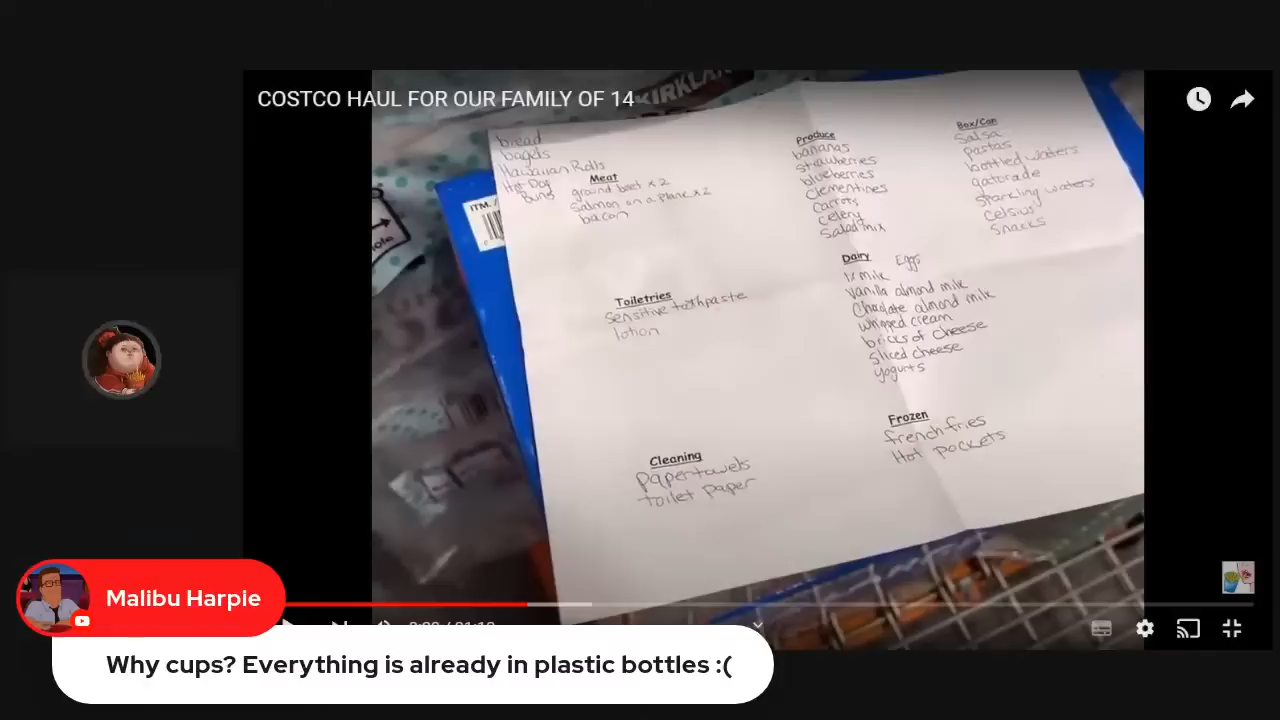 COSTCO HAUL FOR OUR FAMILY OF 14
KIRKLAN
ITM. /
bread
bagels
Hawaiian Rolls
Hot Dog
Buns
Meat
ground beef x 2
Salmon on a plank x2
bacon
Toiletries
Sensitive toothpaste
lotion
Cleaning
paper towels
toilet paper
Produce
bananas
strawberries
blueberries
Clementines
Carrots
Celery
Salad mix
Dairy Eggs
1% milk
Vanilla almond milk
Chocolate almond milk
whipped cream
bricks of cheese
Sliced cheese
yogurts
Frozen
french fries
Hot pockets
Box/Can
Salsa
pastas
bottled waters
gatorade
sparkling waters
Celsius
Snacks
Malibu Harpie
Why cups? Everything is already in plastic bottles :(